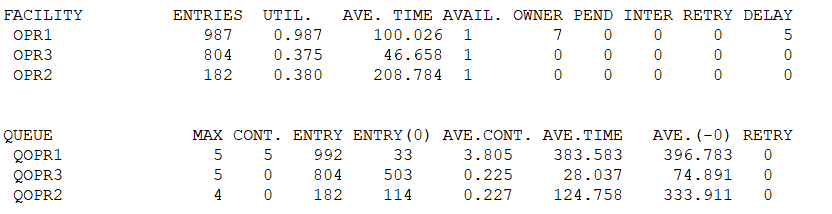 FACILITY ENTRIES UTIL. AVE. TIME AVAIL. OWNER PEND INTER RETRY DELAY
OPR1 987 0.987 100.026 1 7 0 0 0 5
OPR3 804 0.375 46.658 1 0 0 0 0 0
OPR2 182 0.380 208.784 1 0 0 0 0 0
QUEUE MAX CONT. ENTRY ENTRY(0) AVE.CONT. AVE.TIME AVE.(-0) RETRY
QOPR1 5 5 992 33 3.805 383.583 396.783 0
QOPR3 5 0 804 503 0.225 28.037 74.891 0
QOPR2 4 0 182 114 0.227 124.758 333.911 0